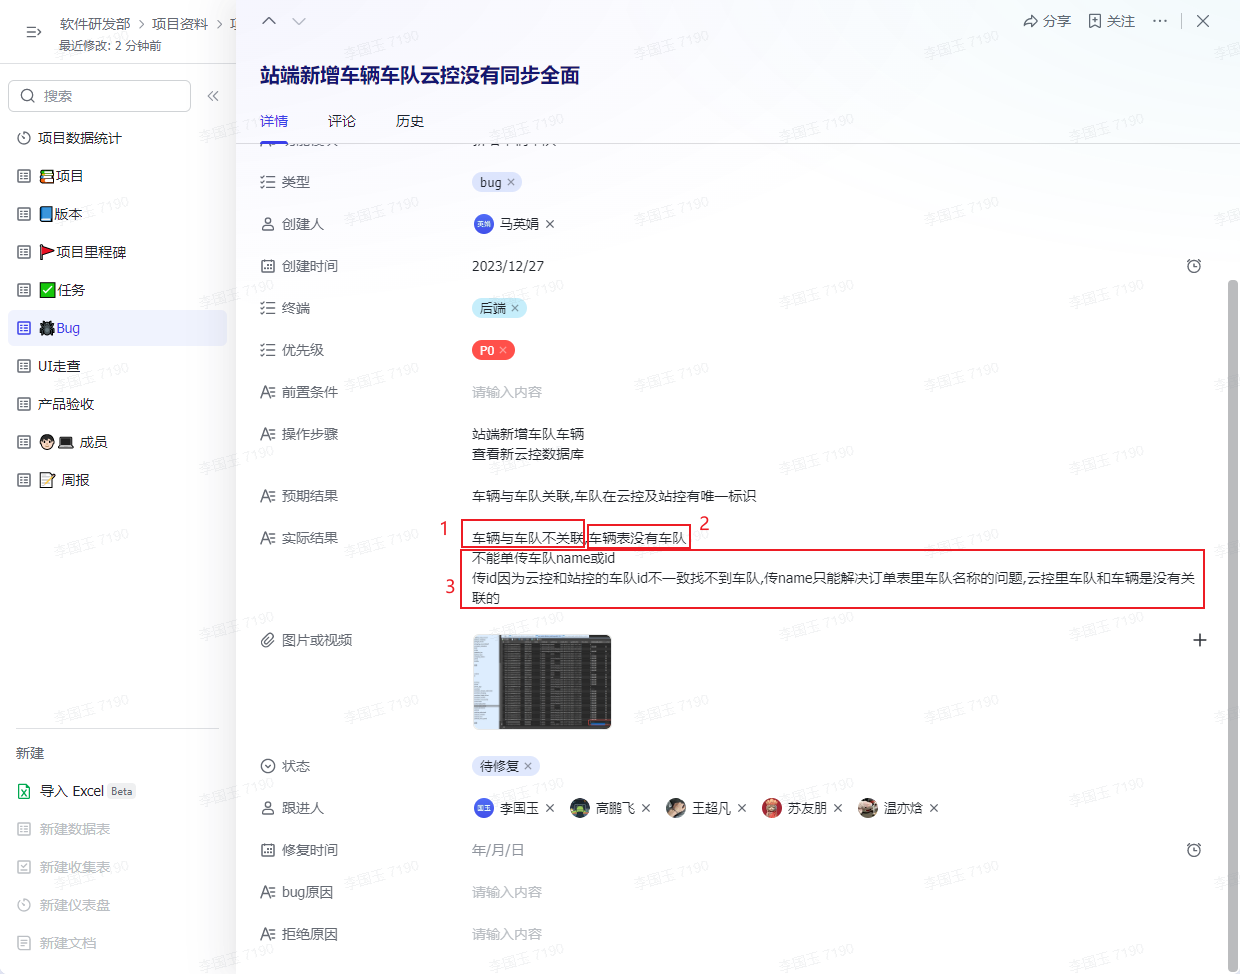 软件研发部 > 项目资料 >
最近修改: 2 分钟前
搜索
项目数据统计
项目
版本
项目里程碑
任务
Bug
UI走查
产品验收
成员
周报
新建
导入 Excel Beta
新建数据表
新建收集表
新建仪表盘
新建文档
分享 关注
站端新增车辆车队云控没有同步全面
详情 评论 历史
类型 bug
创建人 英娟 马英娟
创建时间 2023/12/27
终端 后端
优先级 P0
前置条件 请输入内容
操作步骤 站端新增车队车辆
查看新云控数据库
预期结果 车辆与车队关联,车队在云控及站控有唯一标识
1 2
实际结果 车辆与车队不关联,车辆表没有车队
不能单传车队name或id
3 传id因为云控和站控的车队id不一致找不到车队,传name只能解决订单表里车队名称的问题,云控里车队和车辆是没有关
联的
图片或视频
状态 待修复
跟进人 国玉 李国玉 高鹏飞 王超凡 苏友朋 温亦焓
修复时间 年/月/日
bug原因 请输入内容
拒绝原因 请输入内容
李国玉 7190